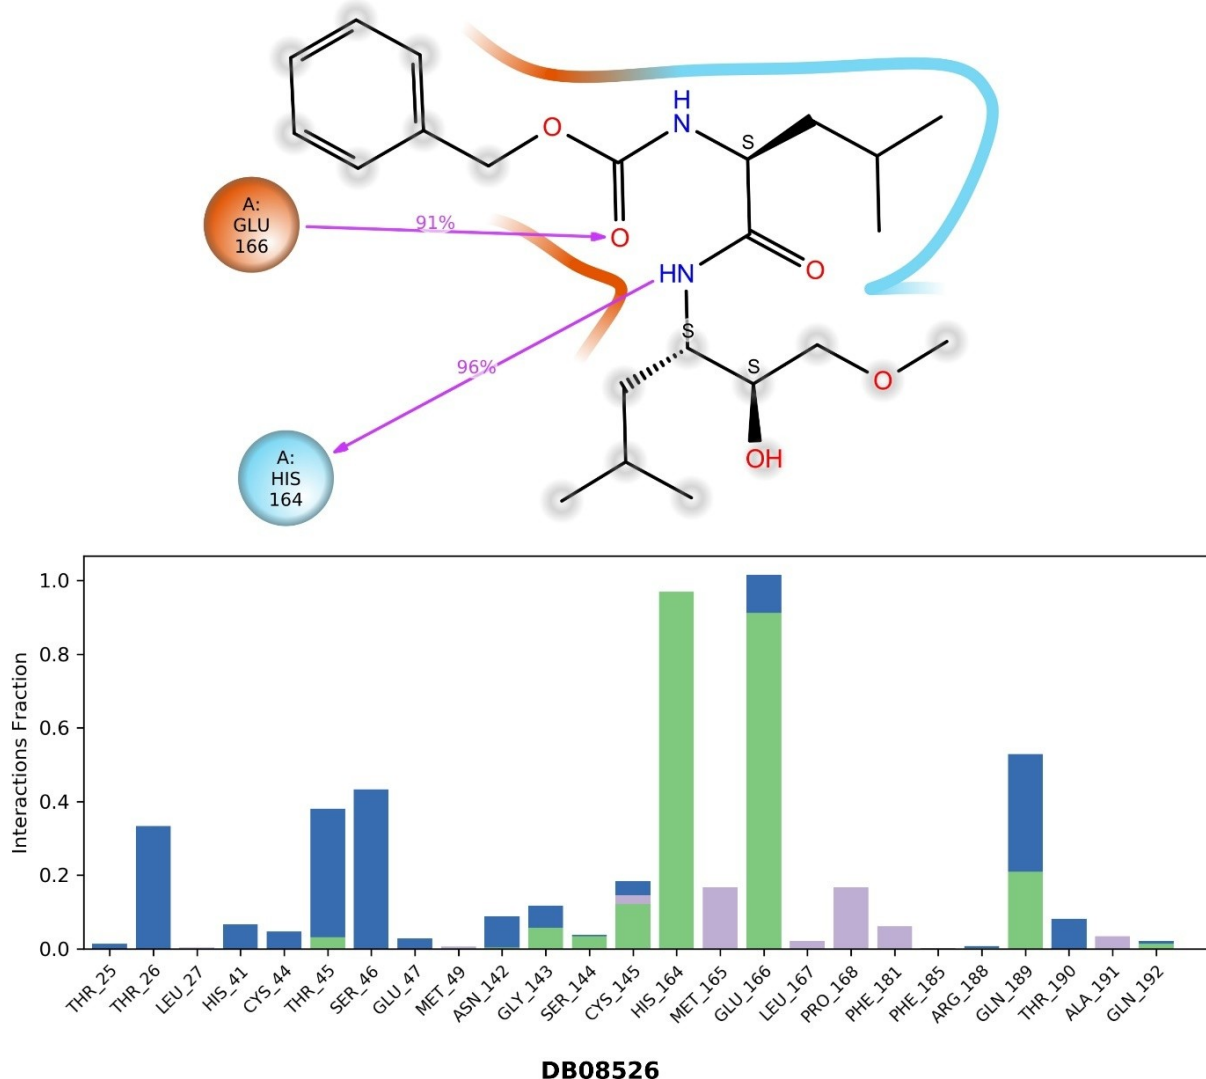 H
N
O
S
A:
GLU
166
91%
O
HN
O
S
S
96%
O
A:
HIS
164
OH
Interactions Fraction
1.0
0.8
0.6
0.4
0.2
0.0
THR_25
THR_26
LEU_27
HIS_41
CYS_44
THR_45
SER_46
GLU_47
MET_49
ASN_142
GLY_143
SER_144
CYS_145
HIS_164
MET_165
GLU_166
LEU_167
PRO_168
PHE_181
PHE_185
ARG_188
GLN_189
THR_190
ALA_191
GLN_192
DB08526